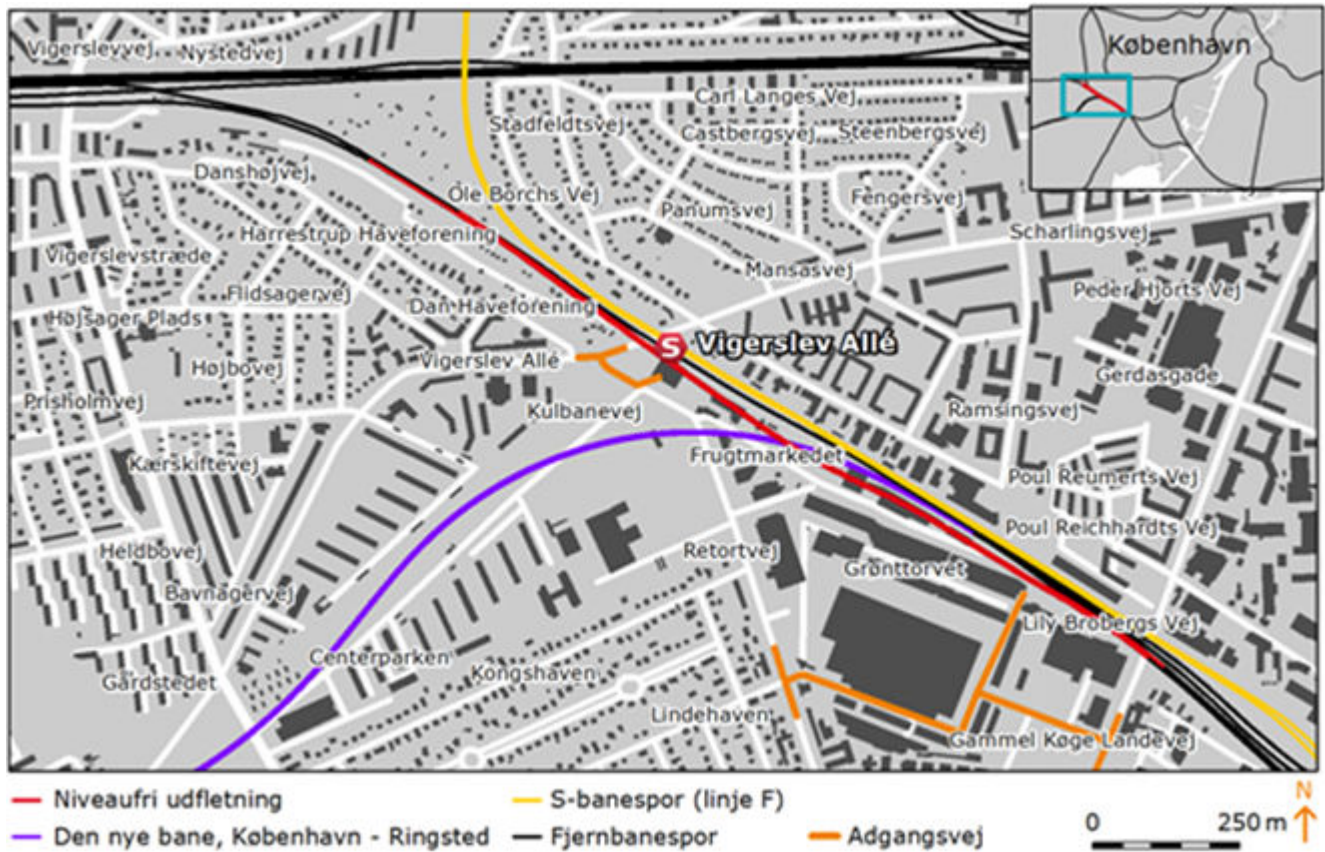 Vigerslevvej
Nystedvej
København
Carl Langes Vej
Stadfeldtsvej
Castbergsvej
Steenbergsvej
Danshøjvej
Ole Borchs Vej
Fengersvej
Panumsvej
Harrestrup Haveforening
Scharlingsvej
Vigerslevstræde
Mansasvej
Flidsagervej
Peder Hjorts Vej
Dan Haveforening
Højsager Plads
S Vigerslev Allé
Vigerslev Allé
Højbovej
Gerdasgade
Prisholmvej
Kulbanevej
Ramsingsvej
Frugtmarkedet
Kærskiftevej
Poul Reumerts Vej
Poul Reichhardts Vej
Heldbovej
Retortvej
Grønttorvet
Bavnagervej
Lily Brobergs Vej
Centerparken
Kongshaven
Gårdstedet
Lindehaven
Gammel Køge Landevej
Niveaufri udfletning
S-banespor (linje F)
N
Den nye bane, København - Ringsted
Fjernbanespor
Adgangsvej
0 250 m